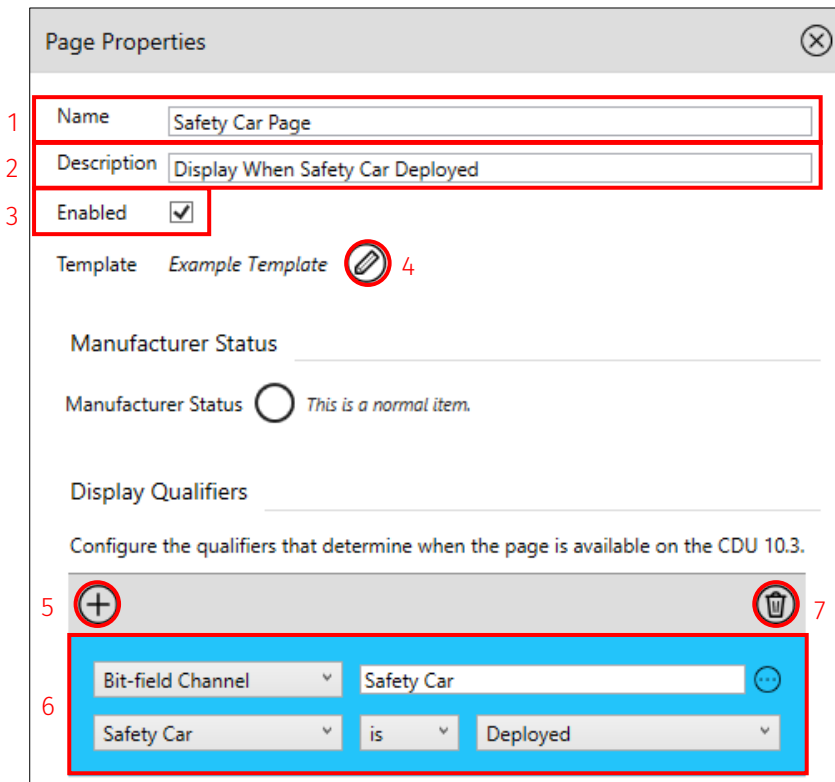 Page Properties
1 Name Safety Car Page
2 Description Display When Safety Car Deployed
3 Enabled
Template Example Template 4
Manufacturer Status
Manufacturer Status This is a normal item.
Display Qualifiers
Configure the qualifiers that determine when the page is available on the CDU 10.3.
5 7
6
Bit-field Channel Safety Car
Safety Car is Deployed